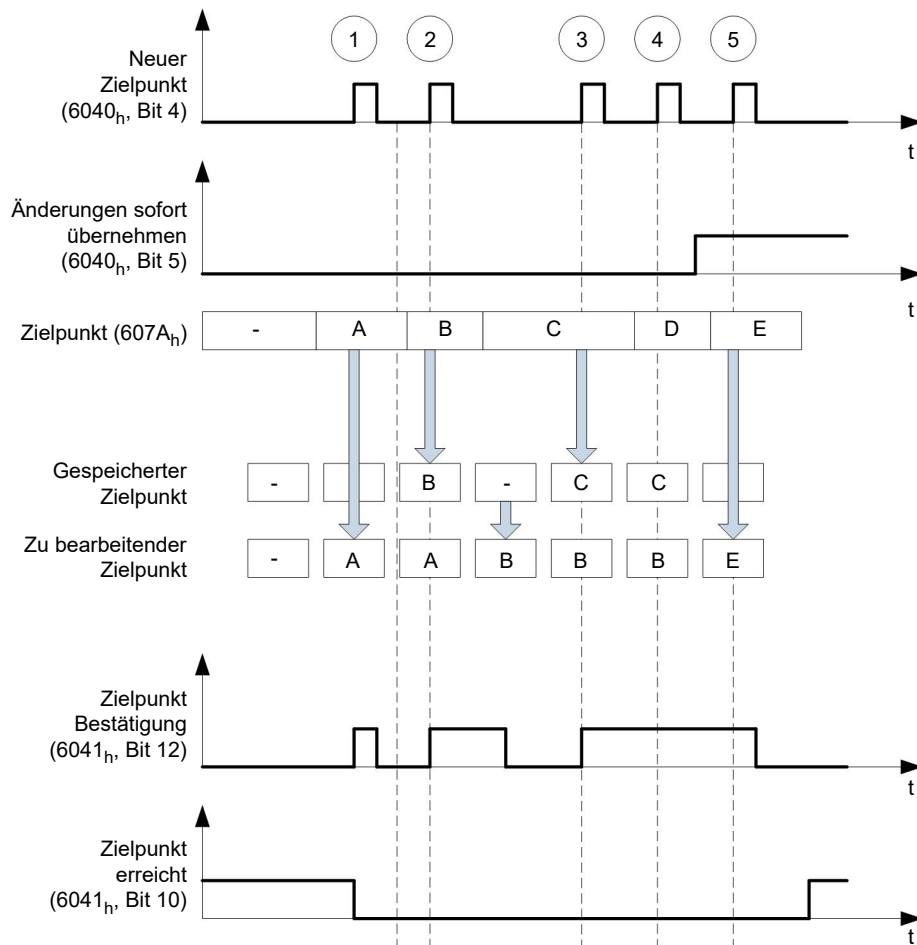 1 2 3 4 5
Neuer
Zielpunkt
(6040h, Bit 4)
t
Änderungen sofort
übernehmen
(6040h, Bit 5)
t
Zielpunkt (607Ah) - A B C D E
Gespeicherter
Zielpunkt
- B - C C
Zu bearbeitender
Zielpunkt
- A A B B B E
Zielpunkt
Bestätigung
(6041h, Bit 12)
t
Zielpunkt
erreicht
(6041h, Bit 10)
t